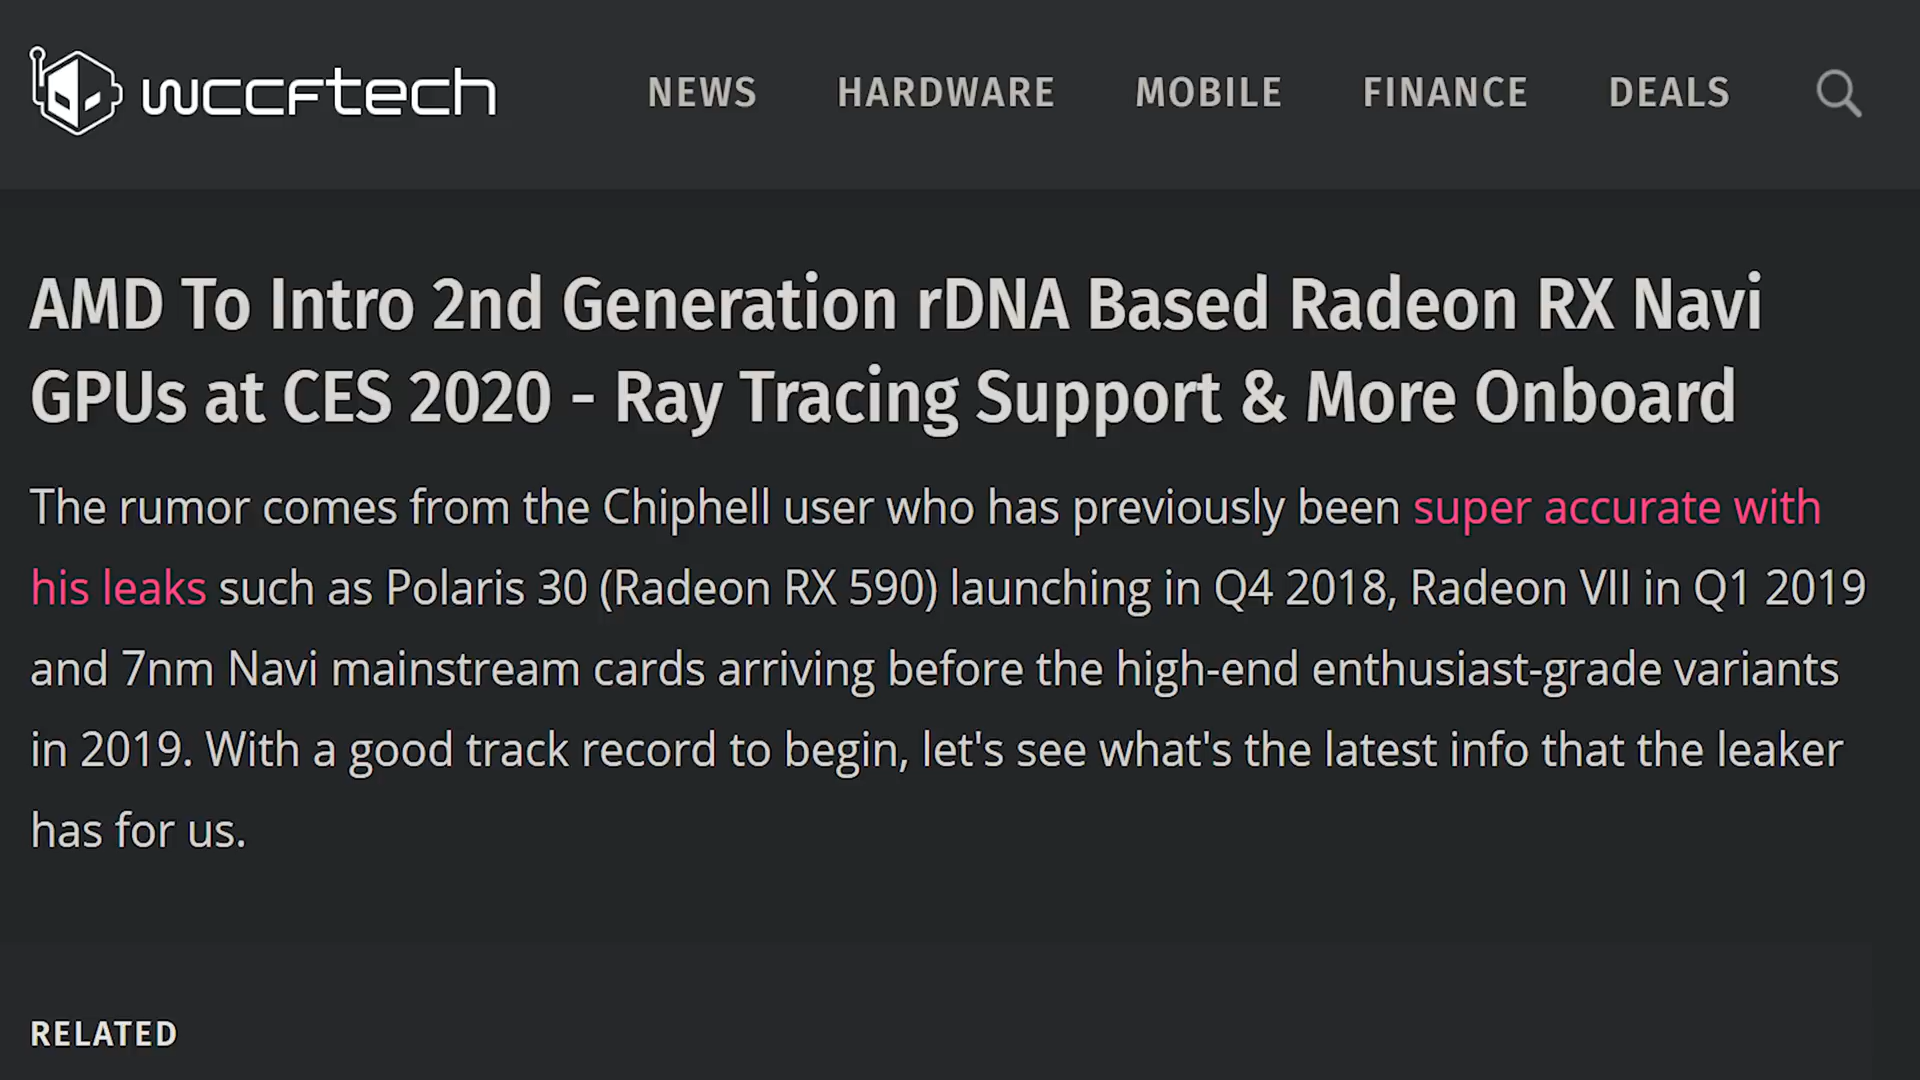 wccftech
NEWS HARDWARE MOBILE FINANCE DEALS
AMD To Intro 2nd Generation rDNA Based Radeon RX Navi
GPUs at CES 2020 - Ray Tracing Support & More Onboard
The rumor comes from the Chiphell user who has previously been super accurate with
his leaks such as Polaris 30 (Radeon RX 590) launching in Q4 2018, Radeon VII in Q1 2019
and 7nm Navi mainstream cards arriving before the high-end enthusiast-grade variants
in 2019. With a good track record to begin, let's see what's the latest info that the leaker
has for us.
RELATED